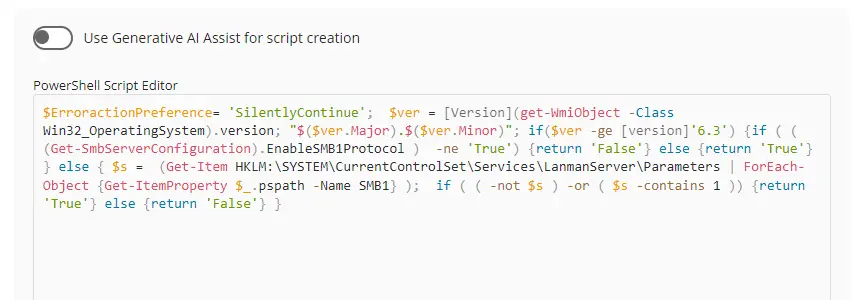 Use Generative AI Assist for script creation
PowerShell Script Editor
$ErroractionPreference= 'SilentlyContinue';  $ver = [Version](get-WmiObject -Class
Win32_OperatingSystem).version; "$($ver.Major).$($ver.Minor)"; if($ver -ge [version]'6.3') {if ( (
(Get-SmbServerConfiguration).EnableSMB1Protocol )  -ne 'True') {return 'False'} else {return 'True'}
} else { $s =  (Get-Item HKLM:\SYSTEM\CurrentControlSet\Services\LanmanServer\Parameters | ForEach-
Object {Get-ItemProperty $_.pspath -Name SMB1} );  if ( ( -not $s ) -or ( $s -contains 1 )) {return
'True'} else {return 'False'} }